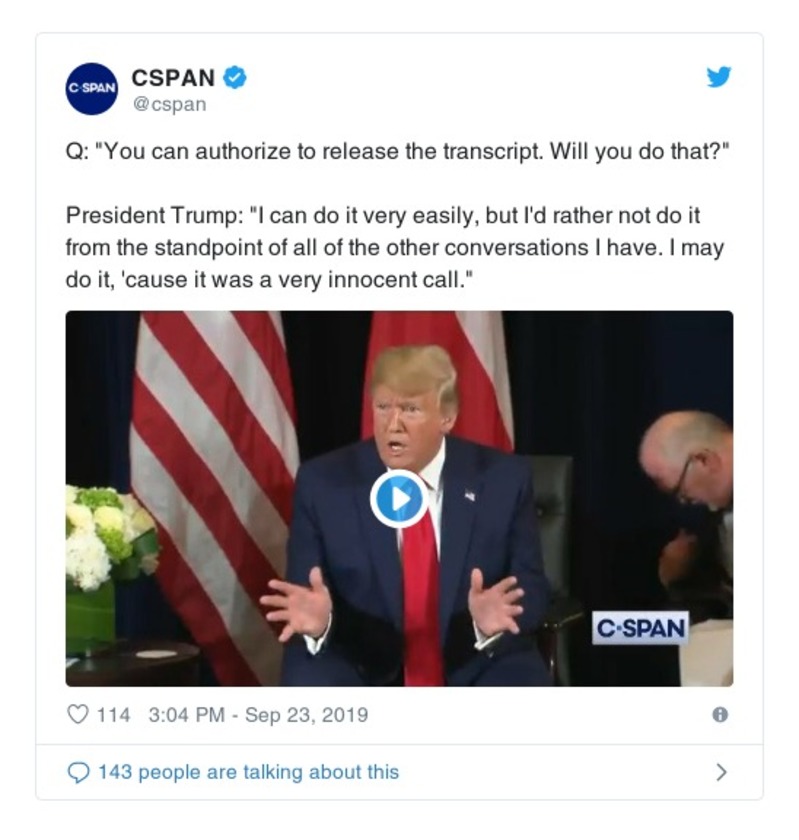 C-SPAN
CSPAN
@cspan
Q: "You can authorize to release the transcript. Will you do that?"
President Trump: "I can do it very easily, but I'd rather not do it
from the standpoint of all of the other conversations I have. I may
do it, 'cause it was a very innocent call."
C-SPAN
114 3:04 PM - Sep 23, 2019
143 people are talking about this